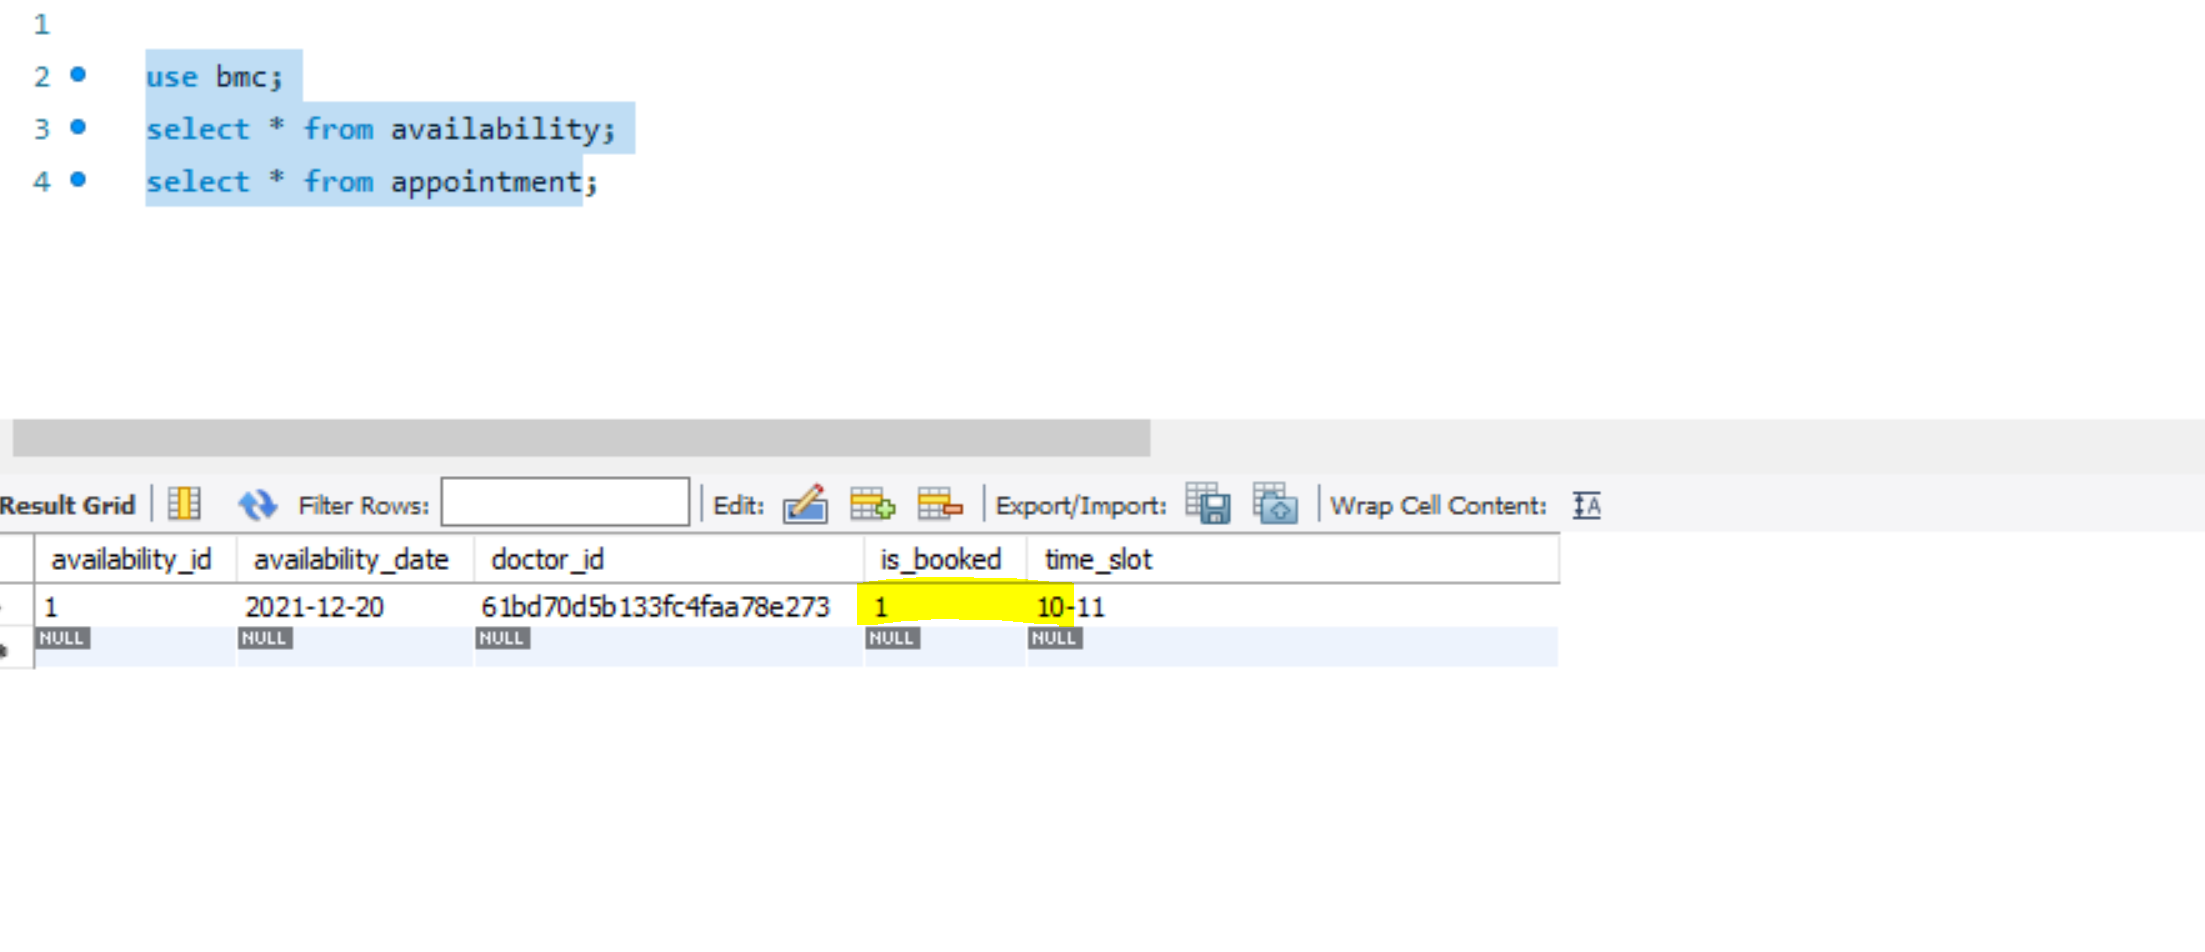 1
2 use bmc;
3 select * from availability;
4 select * from appointment;
Result Grid Filter Rows: Edit: Export/Import: Wrap Cell Content:
availability_id availability_date doctor_id is_booked time_slot
1 2021-12-20 61bd70d5b133fc4faa78e273 1 10-11
NULL NULL NULL NULL NULL